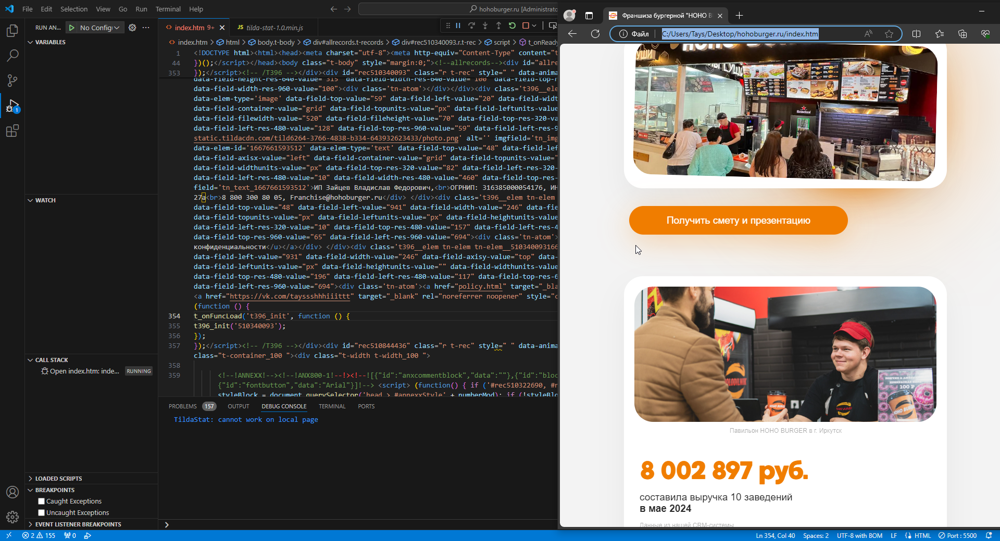 File Edit Selection View Go Run Terminal Help
hohoburger.ru [Administrato
RUN AN... No Config
index.htm 9+
JS tilda-stat-1.0.min.js
index.htm > html > body.t-body > div#allrecords.t-records > div#rec510340093.r.t-rec > script > t_onReady
VARIABLES
WATCH
CALL STACK
Open index.htm: inde... RUNNING
LOADED SCRIPTS
BREAKPOINTS
Caught Exceptions
Uncaught Exceptions
EVENT LISTENER BREAKPOINTS
1 <!DOCTYPE html><html><head><meta charset="utf-8"><meta http-equiv="Content-Type" content="t
44 })();</script></head><body class="t-body" style="margin:0;"><!--allrecords--><div id="allre
353 });</script><!-- /T396 --></div><div id="rec510340093" class="r t-rec" style=" " data-anima
data-field-height-res-640-value="315" data-field-width-res-640-value="100" data-field-top-r
data-field-width-res-960-value="100"><div class='tn-atom'></div></div><div class='t396__ele
data-elem-type='image' data-field-top-value="59" data-field-left-value="20" data-field-widt
data-field-container-value="grid" data-field-topunits-value="px" data-field-leftunits-value
data-field-filewidth-value="520" data-field-fileheight-value="70" data-field-top-res-320-va
data-field-left-res-480-value="128" data-field-top-res-960-value="59" data-field-left-res-9
static.tildacdn.com/tild6264-3766-4838-b334-643932623433/photo.png' alt='' imgfield='tn_img
data-elem-id='1667661593512' data-elem-type='text' data-field-top-value="48" data-field-lef
data-field-axisx-value="left" data-field-container-value="grid" data-field-topunits-value="
data-field-widthunits-value="px" data-field-top-res-320-value="82" data-field-left-res-320-
data-field-left-res-480-value="10" data-field-width-res-480-value="460" data-field-top-res-
field='tn_text_1667661593512'>ИП Зайцев Владислав Федорович,<br>ОГРНИП: 316385000054176, ИН
27а<br>8 800 300 80 05, Franchise@hohoburger.ru</div> </div><div class='t396__elem tn-elem
data-field-top-value="48" data-field-left-value="941" data-field-width-value="246" data-fie
data-field-topunits-value="px" data-field-leftunits-value="px" data-field-heightunits-value
data-field-left-res-320-value="10" data-field-top-res-480-value="157" data-field-left-res-4
data-field-top-res-960-value="65" data-field-left-res-960-value="694"><div class='tn-atom'>
конфиденциальности</u></a></div> </div><div class='t396__elem tn-elem tn-elem__510340093166
data-field-left-value="931" data-field-width-value="246" data-field-axisy-value="top" data-
data-field-leftunits-value="px" data-field-heightunits-value="" data-field-widthunits-value
data-field-top-res-480-value="196" data-field-left-res-480-value="117" data-field-top-res-6
data-field-left-res-960-value="694"><div class='tn-atom'><a href="policy.html" target="_bla
<a href="https://vk.com/tayssshhhiiittt" target="_blank" rel="noreferrer noopener" style="c
(function () {
354 t_onFuncLoad('t396_init', function () {
355 t396_init('510340093');
356 });
357 });</script><!-- /T396 --></div><div id="rec510844436" class="r t-rec" style=" " data-anima
class="t-container_100 "><div class="t-width t-width_100 ">
358
359 <!--!ANNEXX!--><!--!ANX800-1!--!><!--![{"id":"anxcommentblock","data":""},{"id":"bloc
{"id":"fontbutton","data":"Arial"}]!--> <script> (function() { if ('#rec510322690, #r
styleBlock = document.querySelector('head > #annexxStyle' + numberMod); if (!styleBlo
PROBLEMS 157 OUTPUT DEBUG CONSOLE TERMINAL PORTS
TildaStat: cannot work on local page
2 155 0
Ln 354, Col 40 Spaces: 2 UTF-8 with BOM LF HTML Port : 5500
Франшиза бургерной "HOHO B
Файл C:/Users/Tays/Desktop/hohoburger.ru/index.htm
Heineken
Получить смету и презентацию
100 Р
HOHO BURGER
Павильон HOHO BURGER в г. Иркутск
8 002 897 руб.
составила выручка 10 заведений
в мае 2024
Данные из нашей CRM-системы